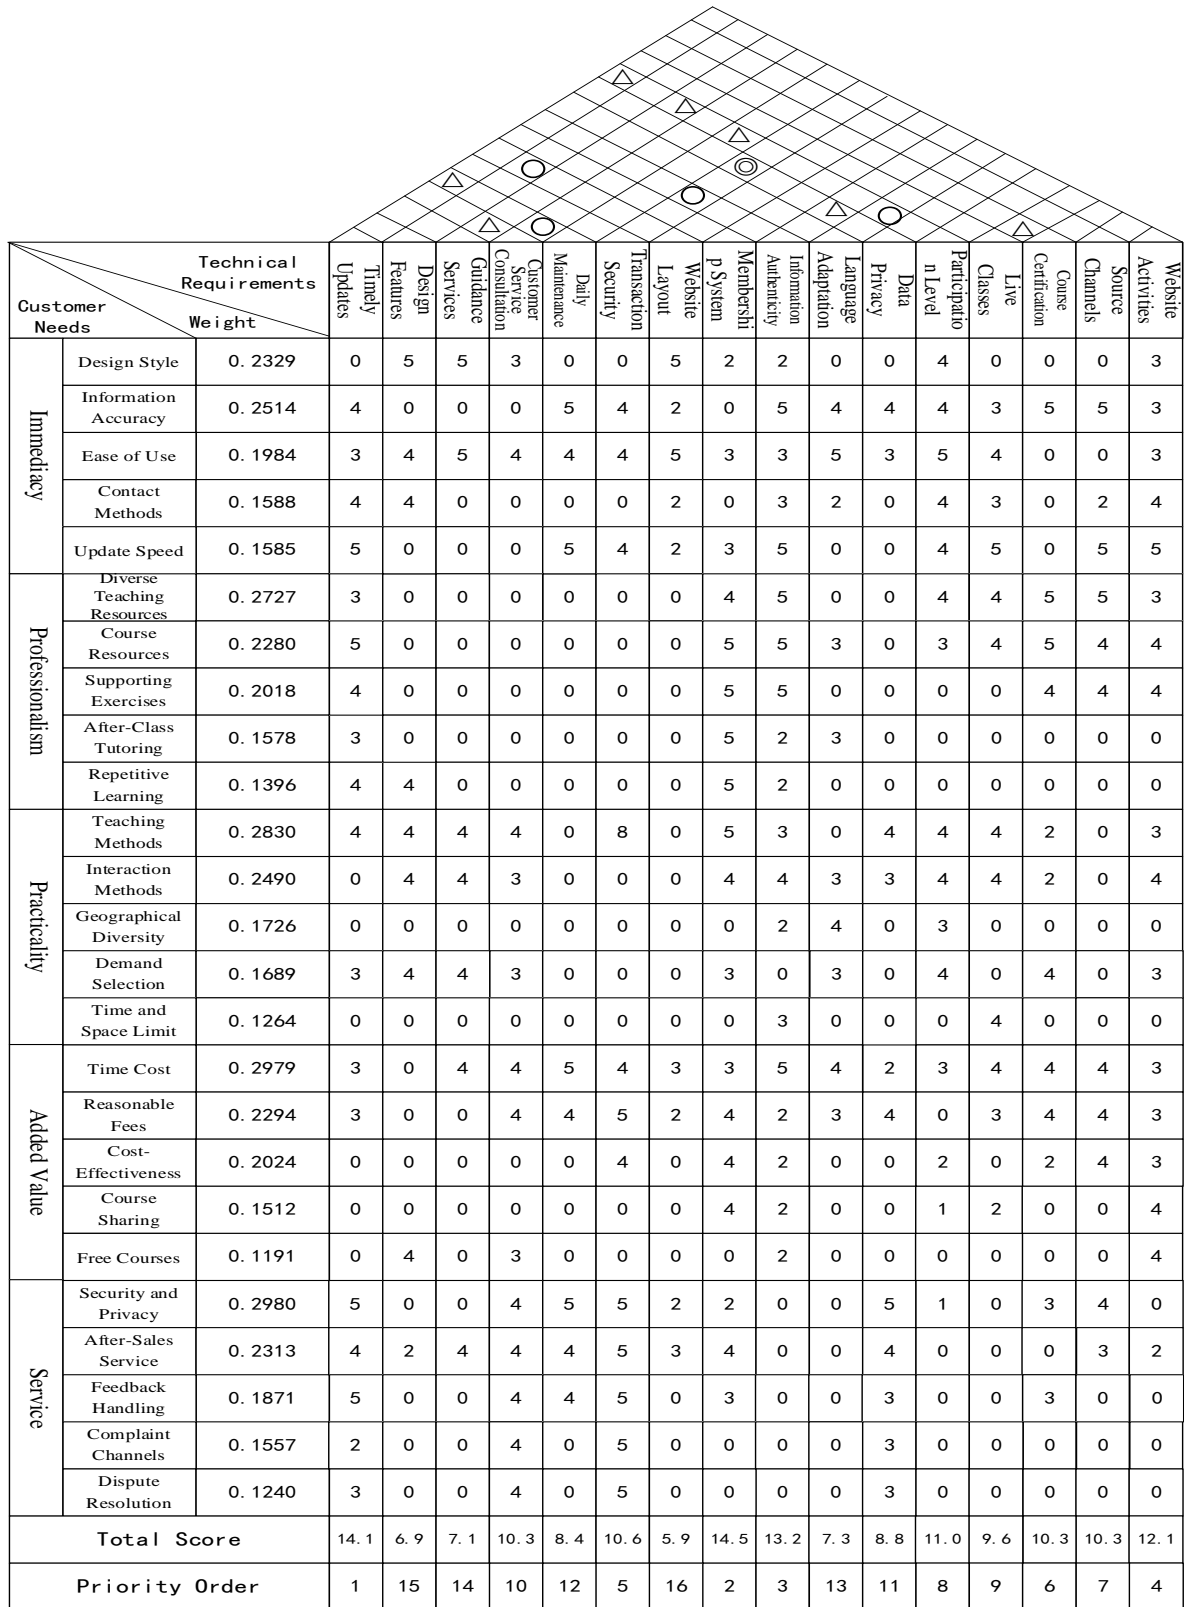 Technical
Requirements
Customer
Needs
Weight
Timely
Updates
Design
Features
Guidance
Services
Customer
Service
Consultation
Daily
Maintenance
Transaction
Security
Website
Layout
Membershi
p System
Information
Authenticity
Language
Adaptation
Data
Privacy
Participatio
n Level
Live
Classes
Course
Certification
Source
Channels
Website
Activities
Immediacy
Design Style 0.2329 0 5 5 3 0 0 5 2 2 0 0 4 0 0 0 3
Information
Accuracy 0.2514 4 0 0 0 5 4 2 0 5 4 4 4 3 5 5 3
Ease of Use 0.1984 3 4 5 4 4 4 5 3 3 5 3 5 4 0 0 3
Contact
Methods 0.1588 4 4 0 0 0 0 2 0 3 2 0 4 3 0 2 4
Update Speed 0.1585 5 0 0 0 5 4 2 3 5 0 0 4 5 0 5 5
Professionalism
Diverse
Teaching
Resources 0.2727 3 0 0 0 0 0 0 4 5 0 0 4 4 5 5 3
Course
Resources 0.2280 5 0 0 0 0 0 0 5 5 3 0 3 4 5 4 4
Supporting
Exercises 0.2018 4 0 0 0 0 0 0 5 5 0 0 0 0 4 4 4
After-Class
Tutoring 0.1578 3 0 0 0 0 0 0 5 2 3 0 0 0 0 0 0
Repetitive
Learning 0.1396 4 4 0 0 0 0 0 5 2 0 0 0 0 0 0 0
Practicality
Teaching
Methods 0.2830 4 4 4 4 0 8 0 5 3 0 4 4 4 2 0 3
Interaction
Methods 0.2490 0 4 4 3 0 0 0 4 4 3 3 4 4 2 0 4
Geographical
Diversity 0.1726 0 0 0 0 0 0 0 0 2 4 0 3 0 0 0 0
Demand
Selection 0.1689 3 4 4 3 0 0 0 3 0 3 0 4 0 4 0 3
Time and
Space Limit 0.1264 0 0 0 0 0 0 0 0 3 0 0 0 4 0 0 0
Added Value
Time Cost 0.2979 3 0 4 4 5 4 3 3 5 4 2 3 4 4 4 3
Reasonable
Fees 0.2294 3 0 0 4 4 5 2 4 2 3 4 0 3 4 4 3
Cost-
Effectiveness 0.2024 0 0 0 0 0 4 0 4 2 0 0 2 0 2 4 3
Course
Sharing 0.1512 0 0 0 0 0 0 0 4 2 0 0 1 2 0 0 4
Free Courses 0.1191 0 4 0 3 0 0 0 0 2 0 0 0 0 0 0 4
Service
Security and
Privacy 0.2980 5 0 0 4 5 5 2 2 0 0 5 1 0 3 4 0
After-Sales
Service 0.2313 4 2 4 4 4 5 3 4 0 0 4 0 0 0 3 2
Feedback
Handling 0.1871 5 0 0 4 4 5 0 3 0 0 3 0 0 3 0 0
Complaint
Channels 0.1557 2 0 0 4 0 5 0 0 0 0 3 0 0 0 0 0
Dispute
Resolution 0.1240 3 0 0 4 0 5 0 0 0 0 3 0 0 0 0 0
Total Score 14.1 6.9 7.1 10.3 8.4 10.6 5.9 14.5 13.2 7.3 8.8 11.0 9.6 10.3 10.3 12.1
Priority Order 1 15 14 10 12 5 16 2 3 13 11 8 9 6 7 4